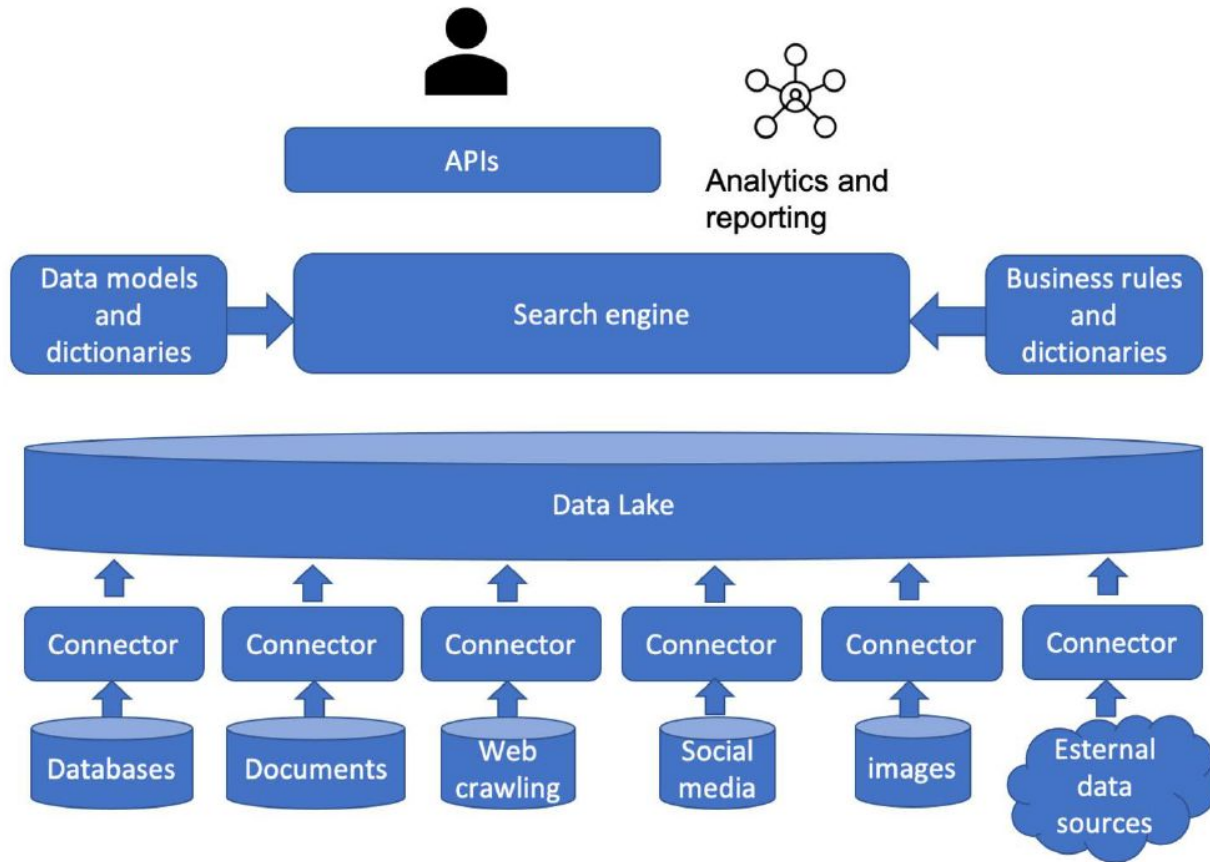 APIs
Analytics and
reporting
Data models
and
dictionaries
Search engine
Business rules
and
dictionaries
Data Lake
Connector
Connector
Connector
Connector
Connector
Connector
Databases
Documents
Web
crawling
Social
media
images
Esternal
data
sources